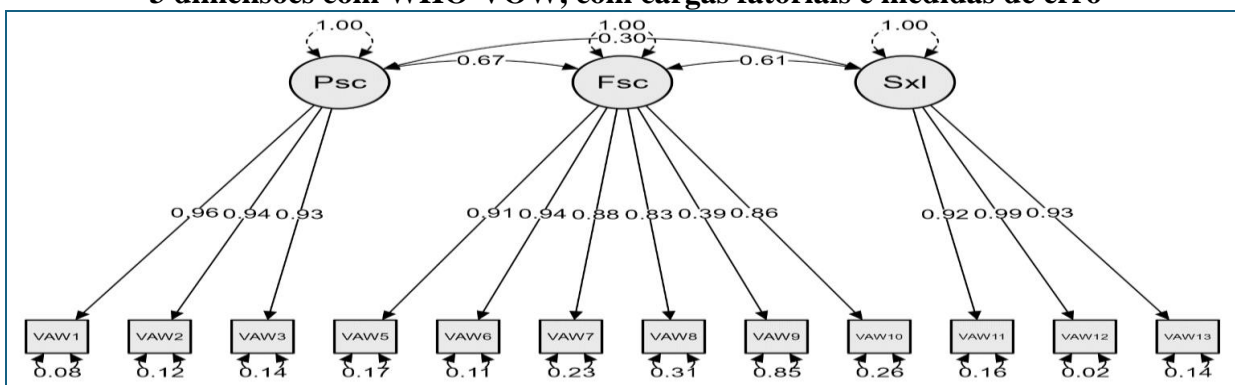 3 dimensões com WHO-VOW, com cargas fatoriais e medidas de erro
1.00 1.00 1.00
0.30
0.67 0.61
Psc Fsc Sxl
0.96 0.94 0.93 0.91 0.94 0.88 0.83 0.39 0.86 0.92 0.99 0.93
VAW1 VAW2 VAW3 VAW5 VAW6 VAW7 VAW8 VAW9 VAW10 VAW11 VAW12 VAW13
0.08 0.12 0.14 0.17 0.11 0.23 0.31 0.85 0.26 0.16 0.02 0.14